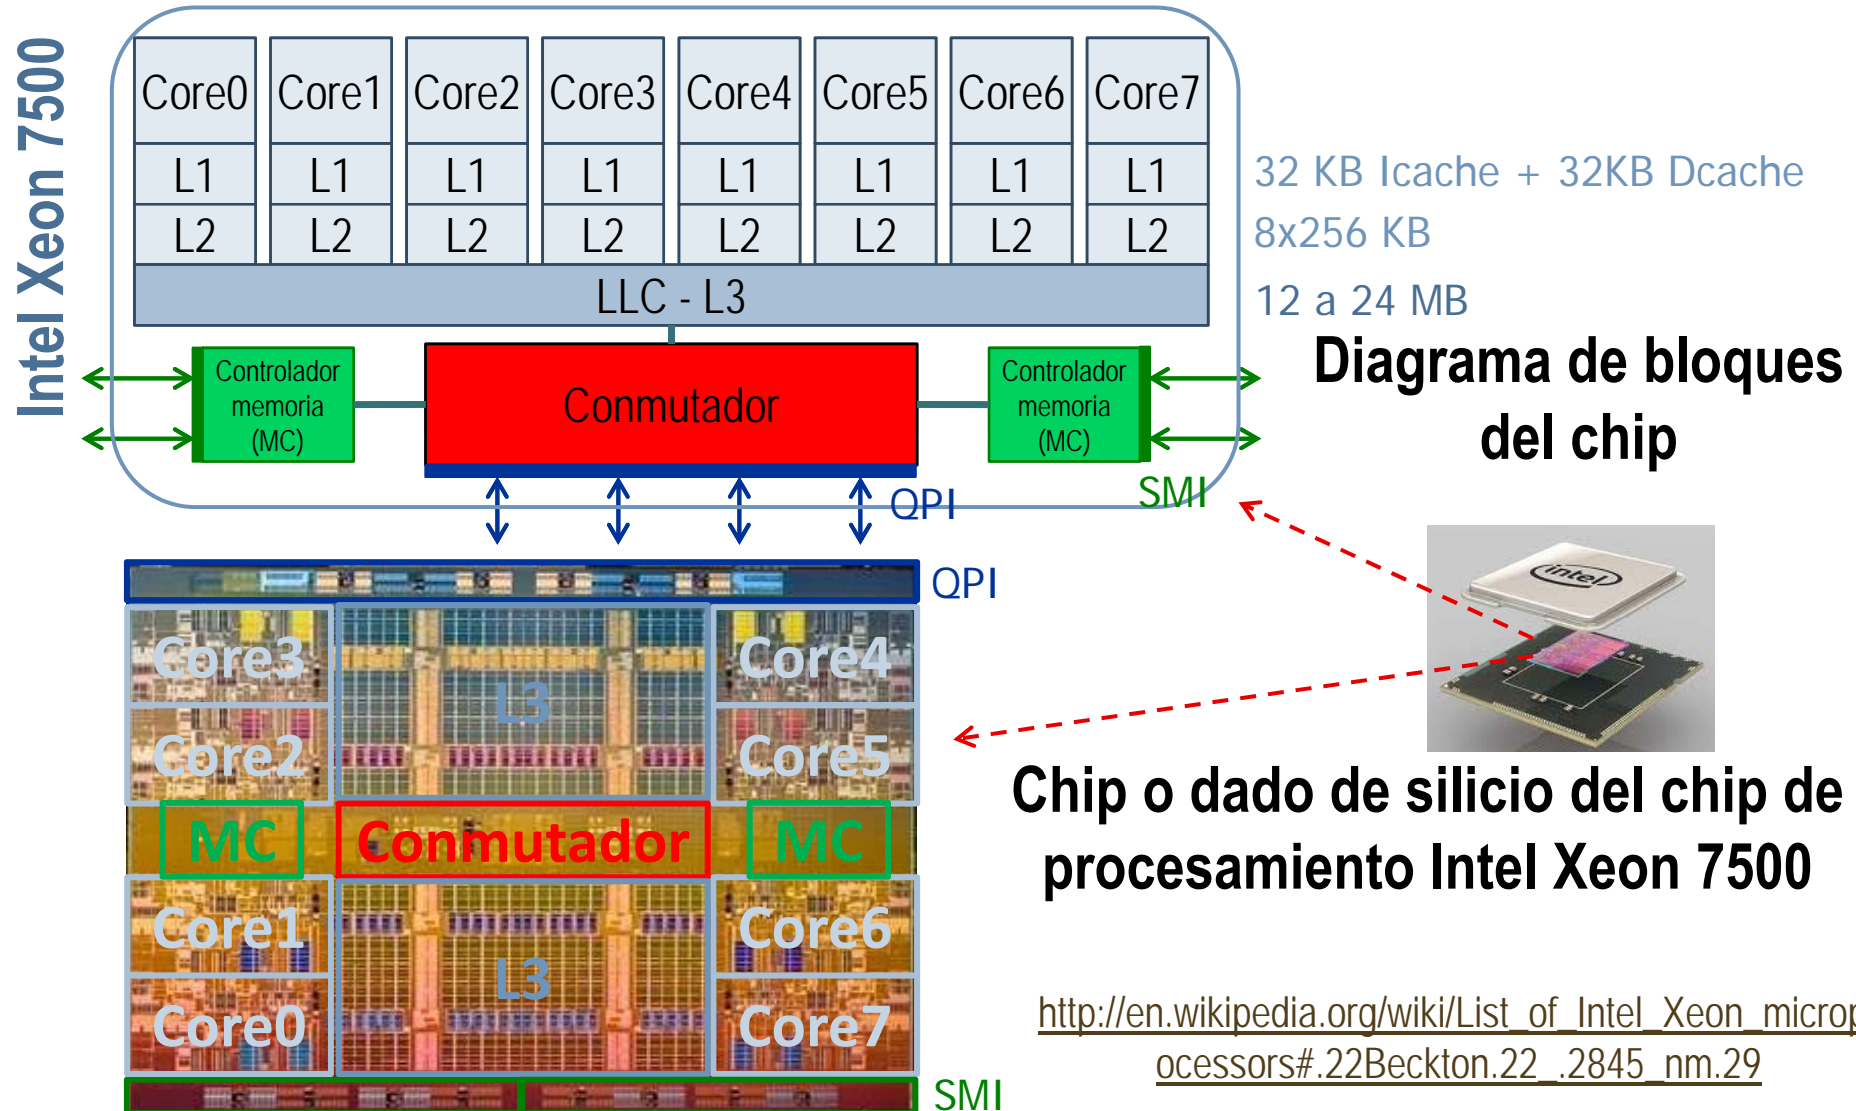 Intel Xeon 7500
Core0 Core1 Core2 Core3 Core4 Core5 Core6 Core7
L1 L1 L1 L1 L1 L1 L1 L1
32 KB Icache + 32KB Dcache
L2 L2 L2 L2 L2 L2 L2 L2
8x256 KB
LLC - L3
12 a 24 MB
Controlador
memoria
(MC)
Conmutador
Controlador
memoria
(MC)
QPI
SMI
Diagrama de bloques
del chip
QPI
Core3
L3
Core4
Core2
Core5
MC
Conmutador
MC
Core1
L3
Core6
Core0
Core7
SMI
intel
Chip o dado de silicio del chip de
procesamiento Intel Xeon 7500
http://en.wikipedia.org/wiki/List_of_Intel_Xeon_microp
ocessors#.22Beckton.22_.2845_nm.29